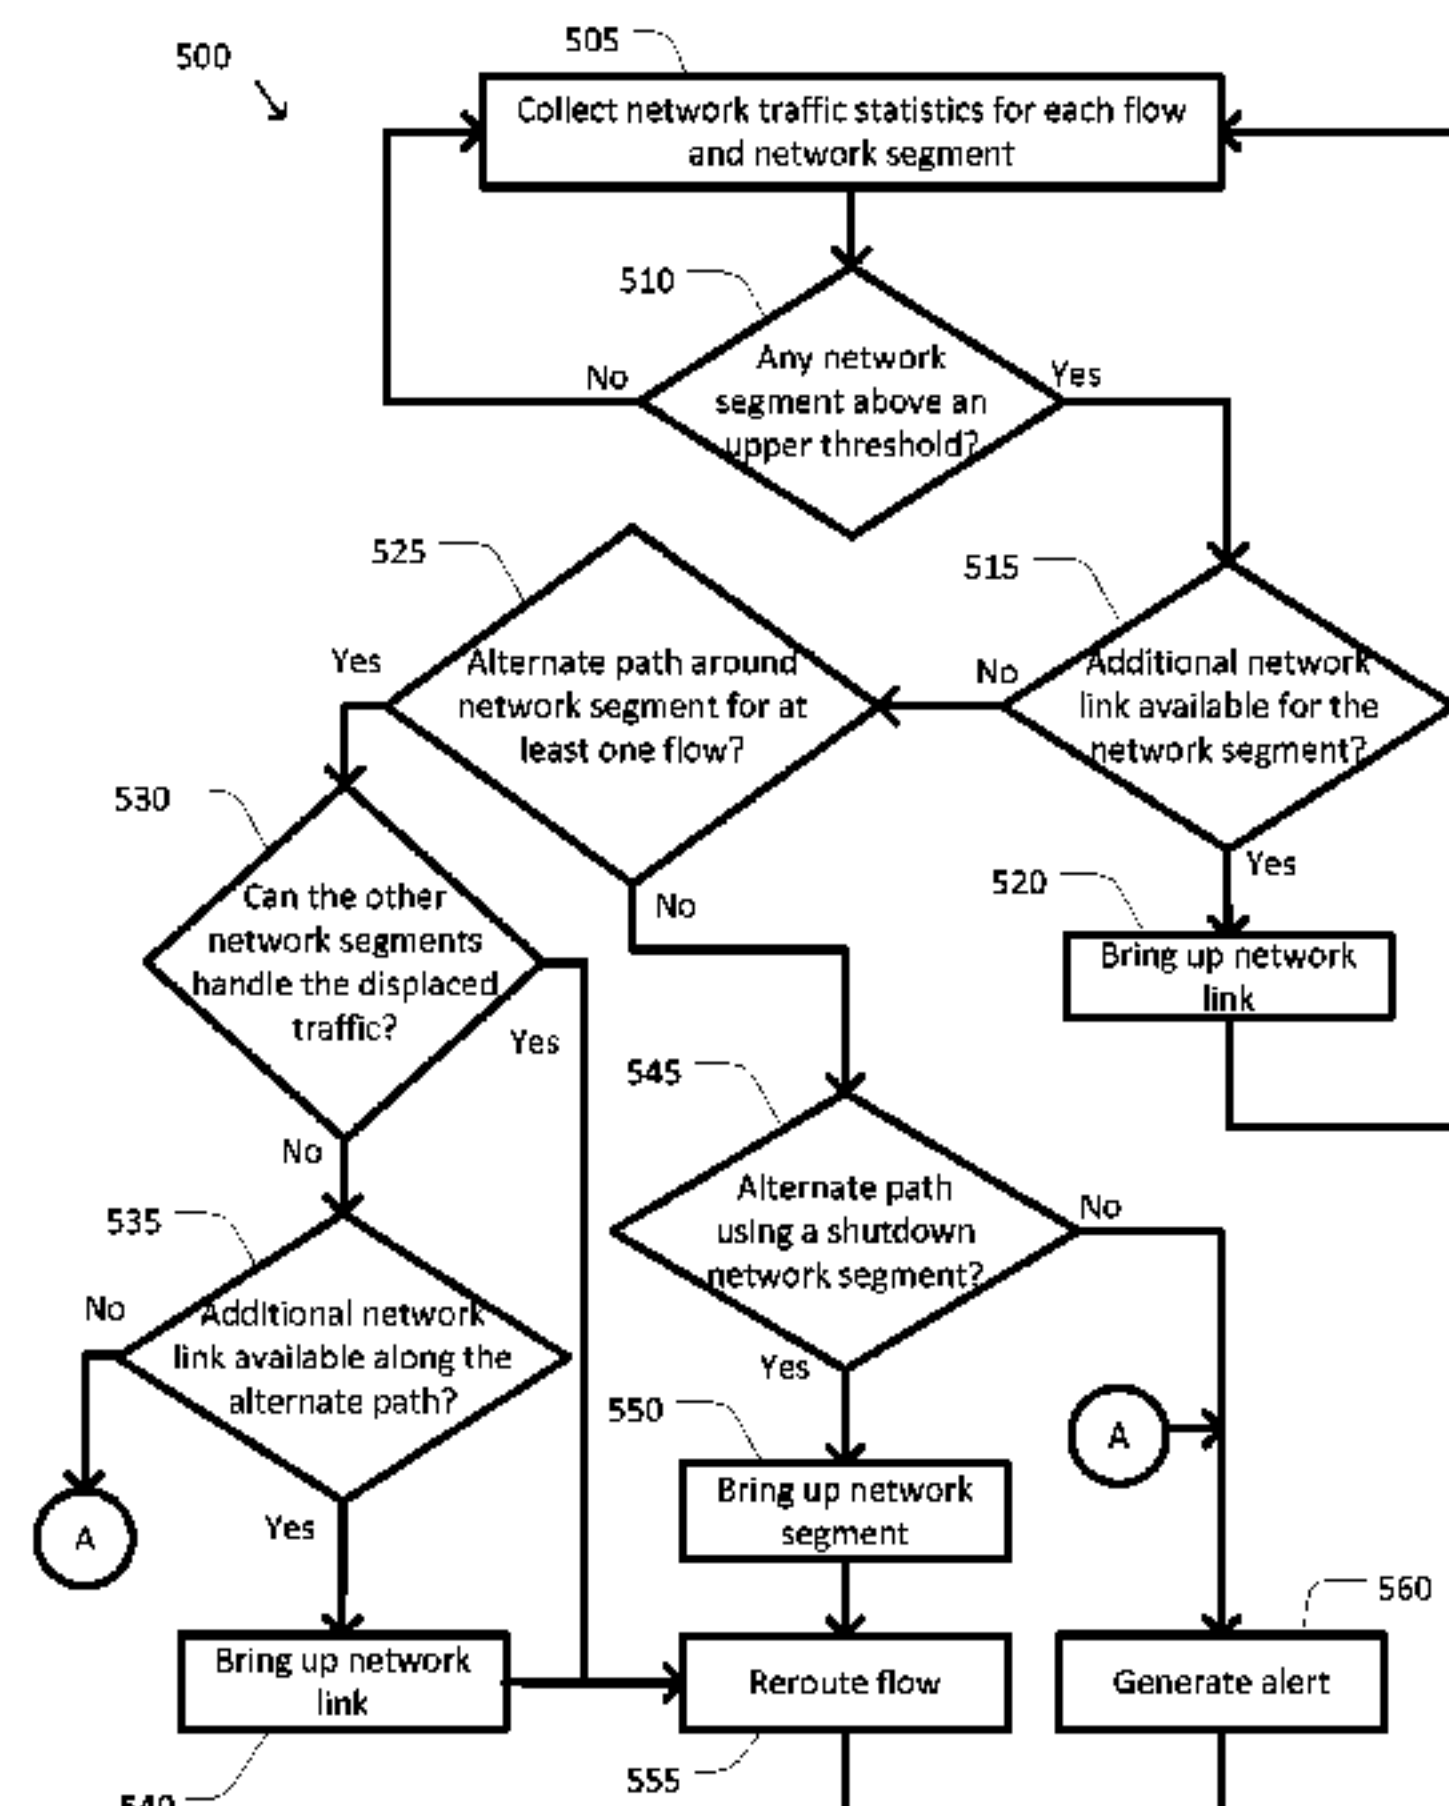 500
505
Collect network traffic statistics for each flow
and network segment
510
Any network
segment above an
upper threshold?
No
Yes
525
515
Alternate path around
network segment for at
least one flow?
Yes
No
Additional network
link available for the
network segment?
No
Yes
530
Can the other
network segments
handle the displaced
traffic?
Yes
No
520
Bring up network
link
545
Alternate path
using a shutdown
network segment?
No
Yes
535
Additional network
link available along the
alternate path?
No
Yes
A
A
550
Bring up network
segment
560
Bring up network
link
Reroute flow
Generate alert
555
540